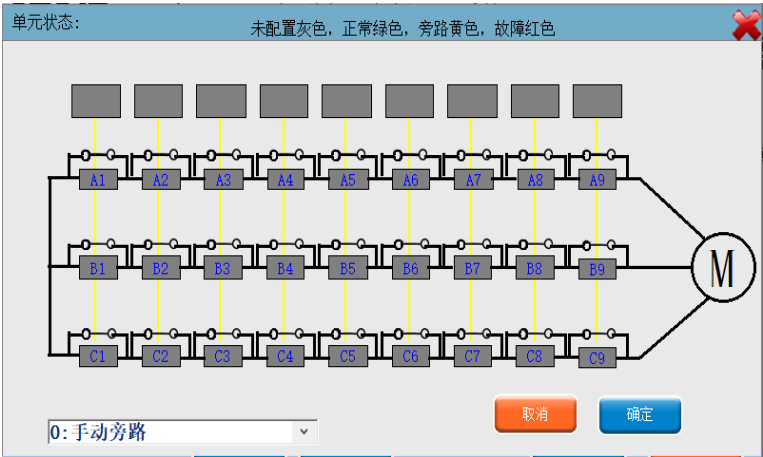 单元状态:
未配置灰色, 正常绿色, 旁路黄色, 故障红色
A1 A2 A3 A4 A5 A6 A7 A8 A9
B1 B2 B3 B4 B5 B6 B7 B8 B9
M
C1 C2 C3 C4 C5 C6 C7 C8 C9
取消 确定
0:手动旁路